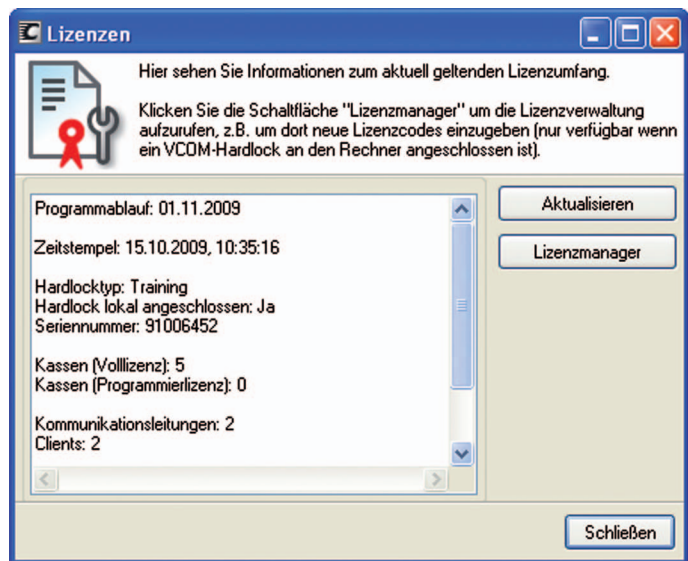 Lizenzen
Hier sehen Sie Informationen zum aktuell geltenden Lizenzumfang.
Klicken Sie die Schaltfläche "Lizenzmanager" um die Lizenzverwaltung
aufzurufen, z.B. um dort neue Lizenzcodes einzugeben (nur verfügbar wenn
ein VCOM-Hardlock an den Rechner angeschlossen ist).
Programmablauf: 01.11.2009
Zeitstempel: 15.10.2009, 10:35:16
Hardlocktyp: Training
Hardlock lokal angeschlossen: Ja
Seriennummer: 91006452
Kassen (Volllizenz): 5
Kassen (Programmierlizenz): 0
Kommunikationsleitungen: 2
Clients: 2
Aktualisieren
Lizenzmanager
Schließen